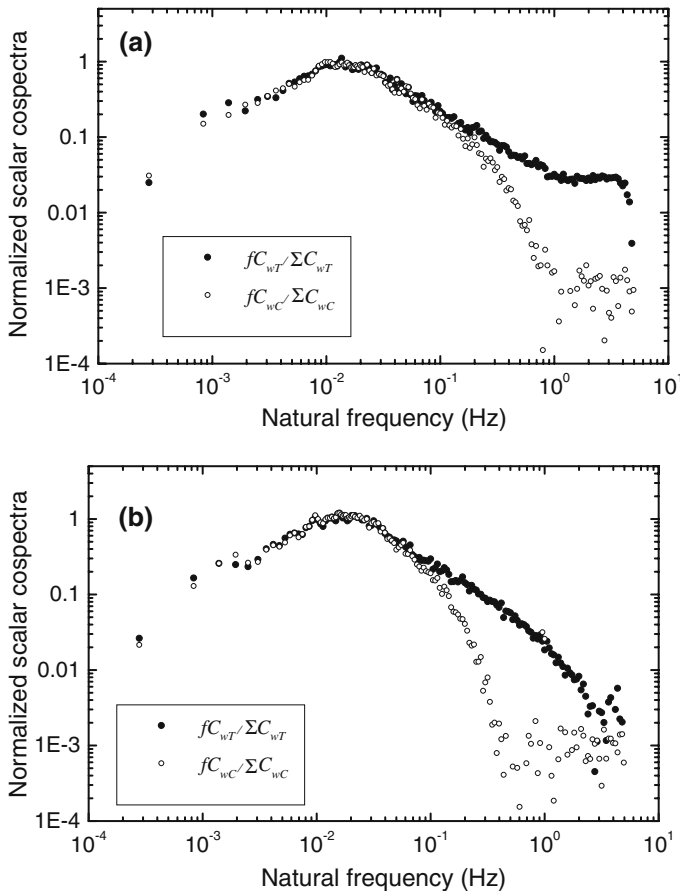 (a)
Normalized scalar cospectra
1
0.1
0.01
1E-3
1E-4
fC_wT/ΣC_wT
fC_wC/ΣC_wC
10^-4
10^-3
10^-2
10^-1
10^0
10^1
Natural frequency (Hz)
(b)
Normalized scalar cospectra
1
0.1
0.01
1E-3
1E-4
fC_wT/ΣC_wT
fC_wC/ΣC_wC
10^-4
10^-3
10^-2
10^-1
10^0
10^1
Natural frequency (Hz)